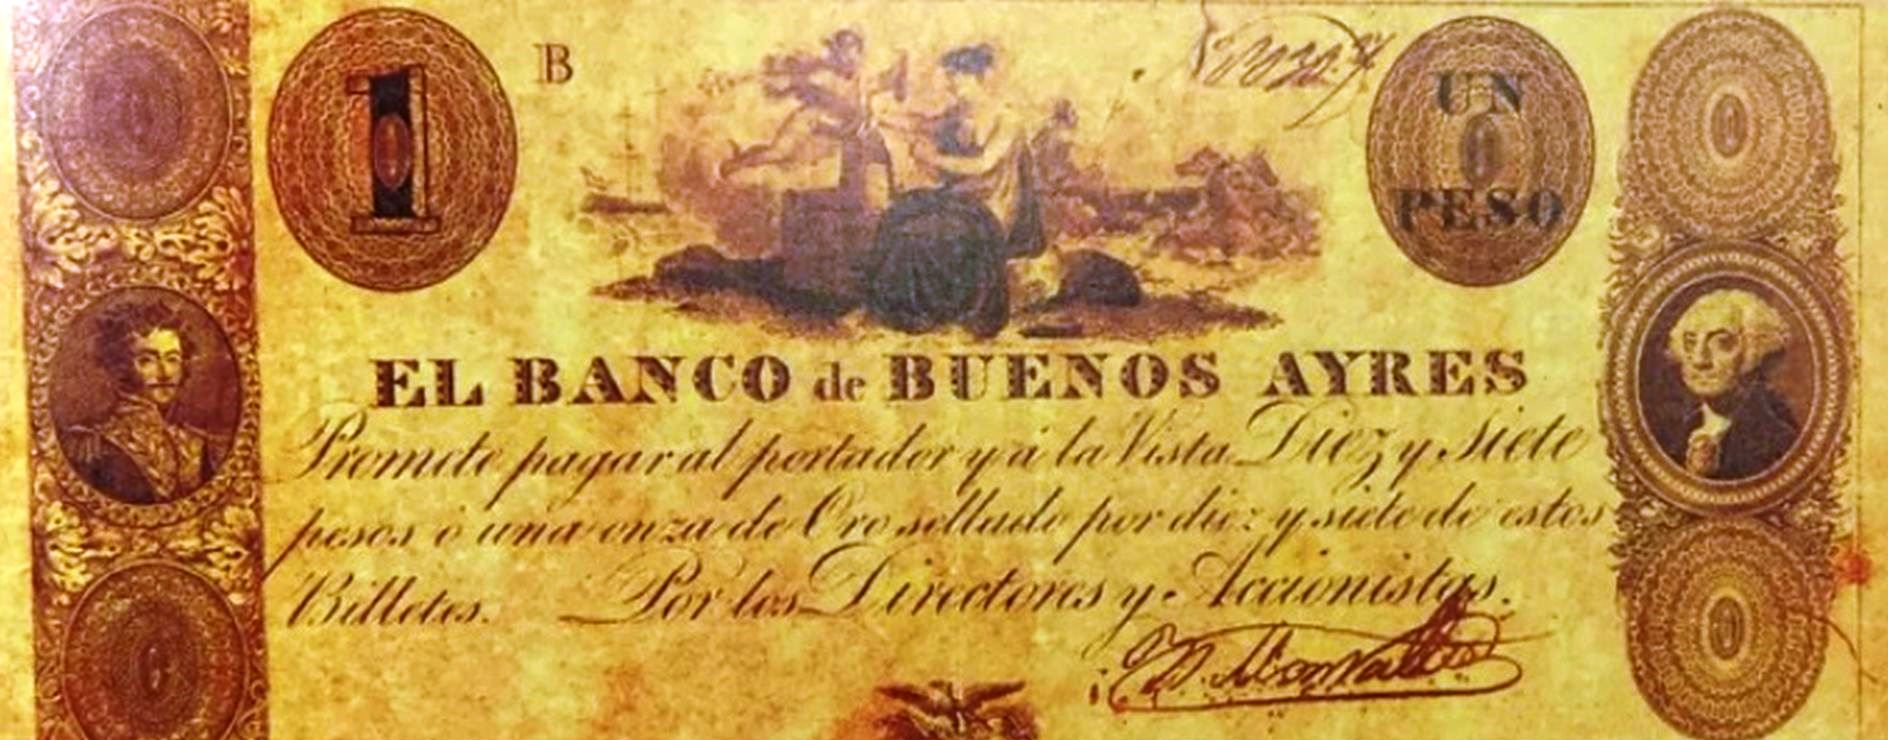 1
B
UN
PESO
EL BANCO de BUENOS AYRES
Promete pagar al portador y á la Vista Diez y Siete
pesos ó una onza de Oro sellado por diez y siete de estos
Billetes. Por los Directores y Accionistas.